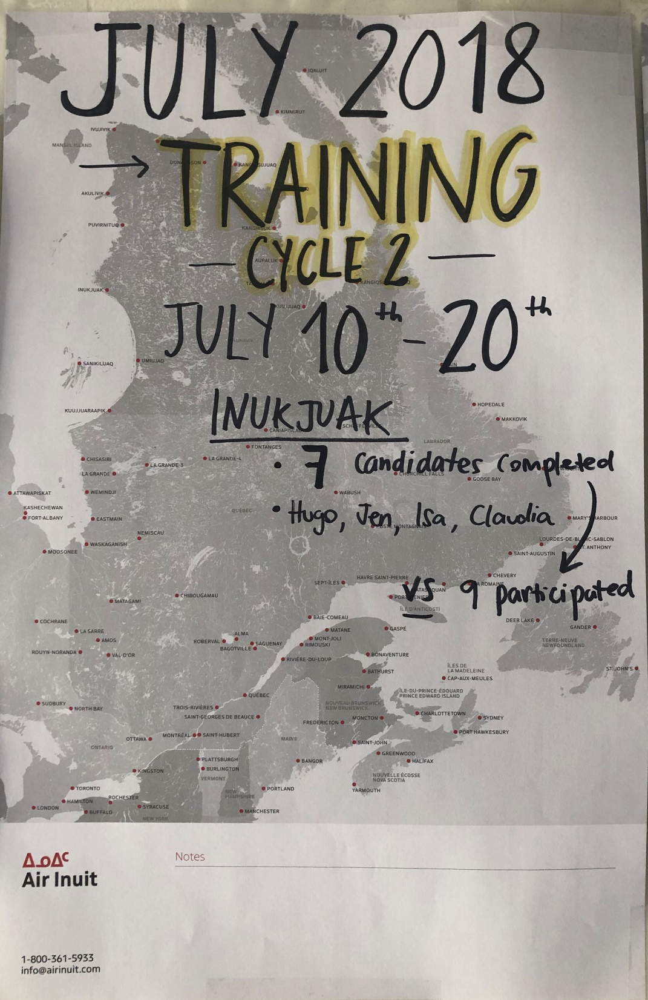 JULY 2018
IQALUIT
KIMMIRUT
IVUJIVIK
MANSEL ISLAND
→ TRAINING
AKULIVIK
PUVIRNITUQ
CYCLE 2
AUPALUK
INUKJUAK
KUUJJUAQ
JULY 10th - 20th
SANIKILUAQ
UMIUJAQ
HOPEDALE
KUUJJUARAAPIK
MAKKOVIK
INUKJUAK
CANIAPISCAU
SCHEFFERVILLE
LABRADOR
FONTANGES
• 7 candidates completed
CHISASIBI
LA GRANDE-3
LA GRANDE-4
LA GRANDE
CHURCHILL FALLS
GOOSE BAY
ATTAWAPISKAT
WEMINDJI
WABUSH
KASHECHEWAN
QUÉBEC
FORT-ALBANY
EASTMAIN
• Hugo, Jen, Isa, Claudia
MARY'S HARBOUR
POSTE MONTAGNAIS
NEMISCAU
LOURDES-DE-BLANC-SABLON
WASKAGANISH
ST. ANTHONY
MOOSONEE
SAINT-AUGUSTIN
CHEVERY
HAVRE SAINT-PIERRE
SEPT-ÎLES
LA ROMAINE
vs 9 participated
CHIBOUGAMAU
MATAGAMI
ÎLE D'ANTICOSTI
BAIE-COMEAU
COCHRANE
DEER LAKE
GANDER
LA SARRE
MATANE
GASPÉ
ALMA
AMOS
ROBERVAL
MONT-JOLI
SAGUENAY
RIMOUSKI
TERRE-NEUVE
NEWFOUNDLAND
BAGOTVILLE
ROUYN-NORANDA
VAL-D'OR
BONAVENTURE
RIVIÈRE-DU-LOUP
ÎLES DE
LA MADELEINE
ST.JOHN'S
BATHURST
CAP-AUX-MEULES
MIRAMICHI
ÎLE-DU-PRINCE-ÉDOUARD
PRINCE EDWARD ISLAND
QUÉBEC
SUDBURY
NORTH BAY
TROIS-RIVIÈRES
NOUVEAU BRUNSWICK
NEW BRUNSWICK
CHARLOTTETOWN
SAINT-GEORGES DE BEAUCE
MONCTON
SYDNEY
FREDERICTON
PORT HAWKESBURY
OTTAWA
MONTRÉAL
SAINT-HUBERT
MAINE
SAINT-JOHN
ONTARIO
GREENWOOD
PLATTSBURGH
BANGOR
HALIFAX
KINGSTON
BURLINGTON
VERMONT
NOUVELLE ÉCOSSE
NOVA SCOTIA
TORONTO
PORTLAND
YARMOUTH
NEW
HAMPSHIRE
ROCHESTER
HAMILTON
LONDON
SYRACUSE
BUFFALO
MANCHESTER
NEW YORK
ᐃᓄᐃᑦ
Air Inuit
Notes
1-800-361-5933
info@airinuit.com